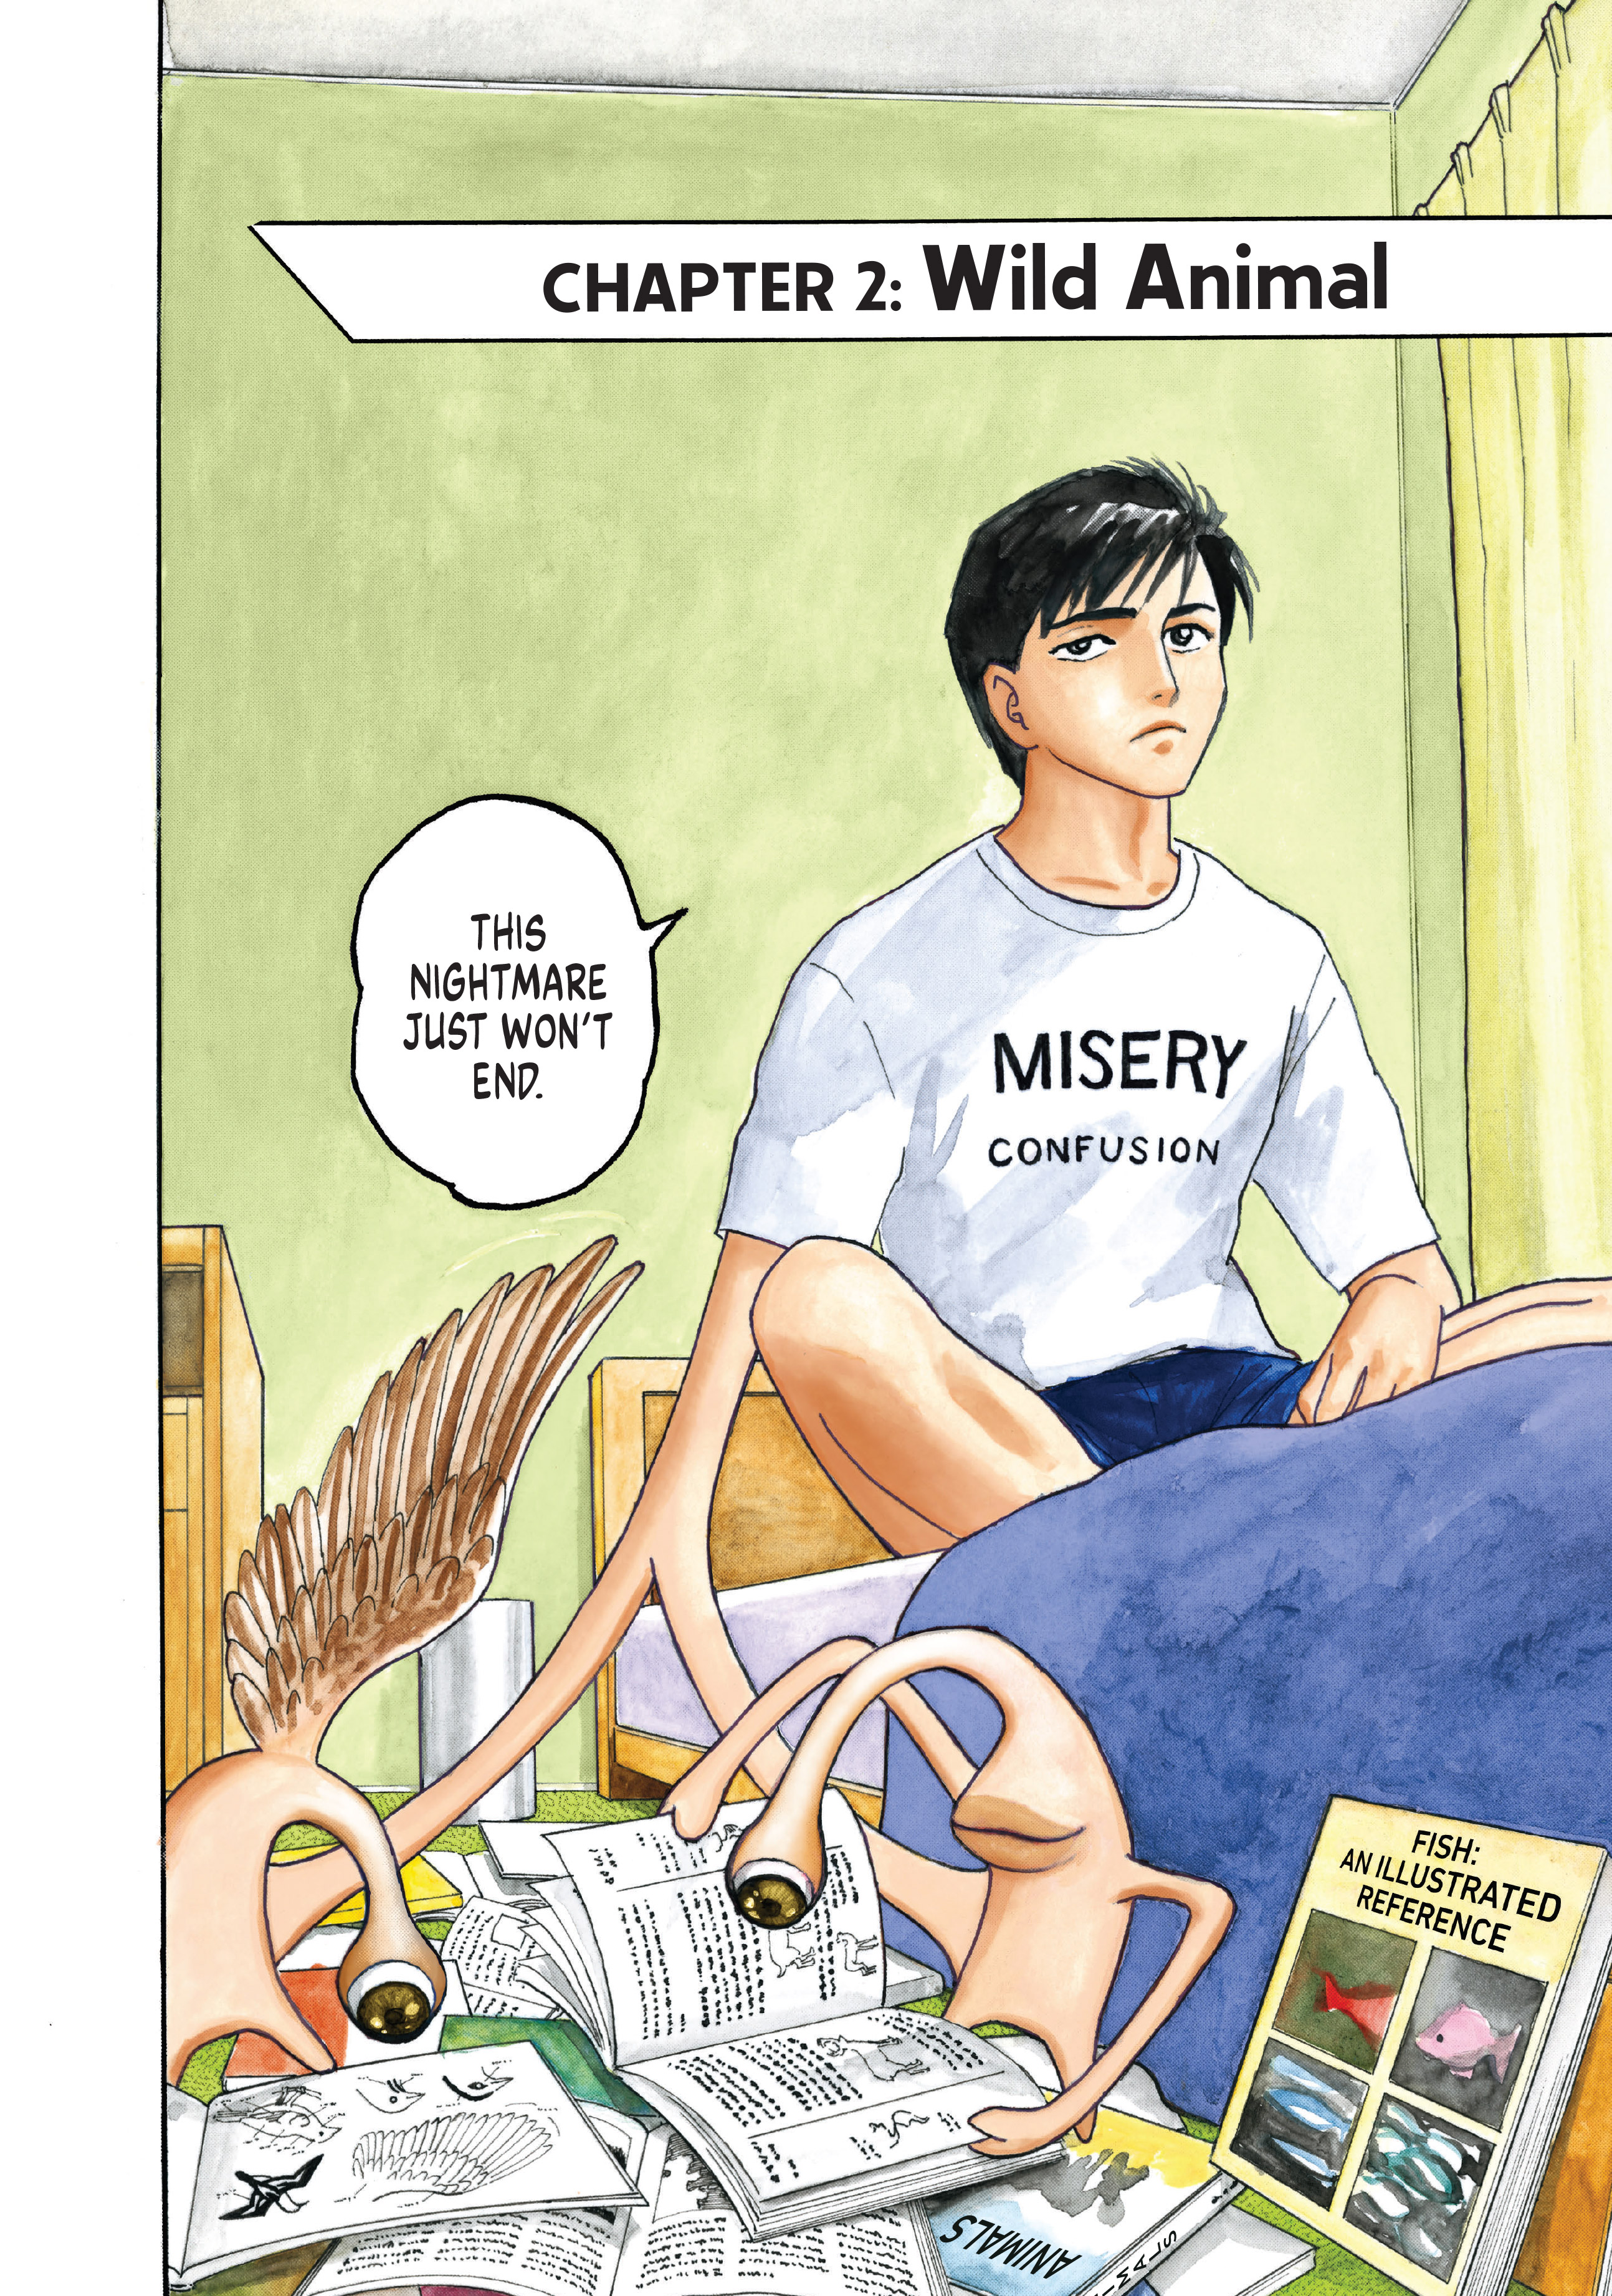 CHAPTER 2: Wild Animal
THIS
NIGHTMARE
JUST WON'T
END.
MISERY
CONFUSION
FISH:
AN ILLUSTRATED
REFERENCE
ANIMALS